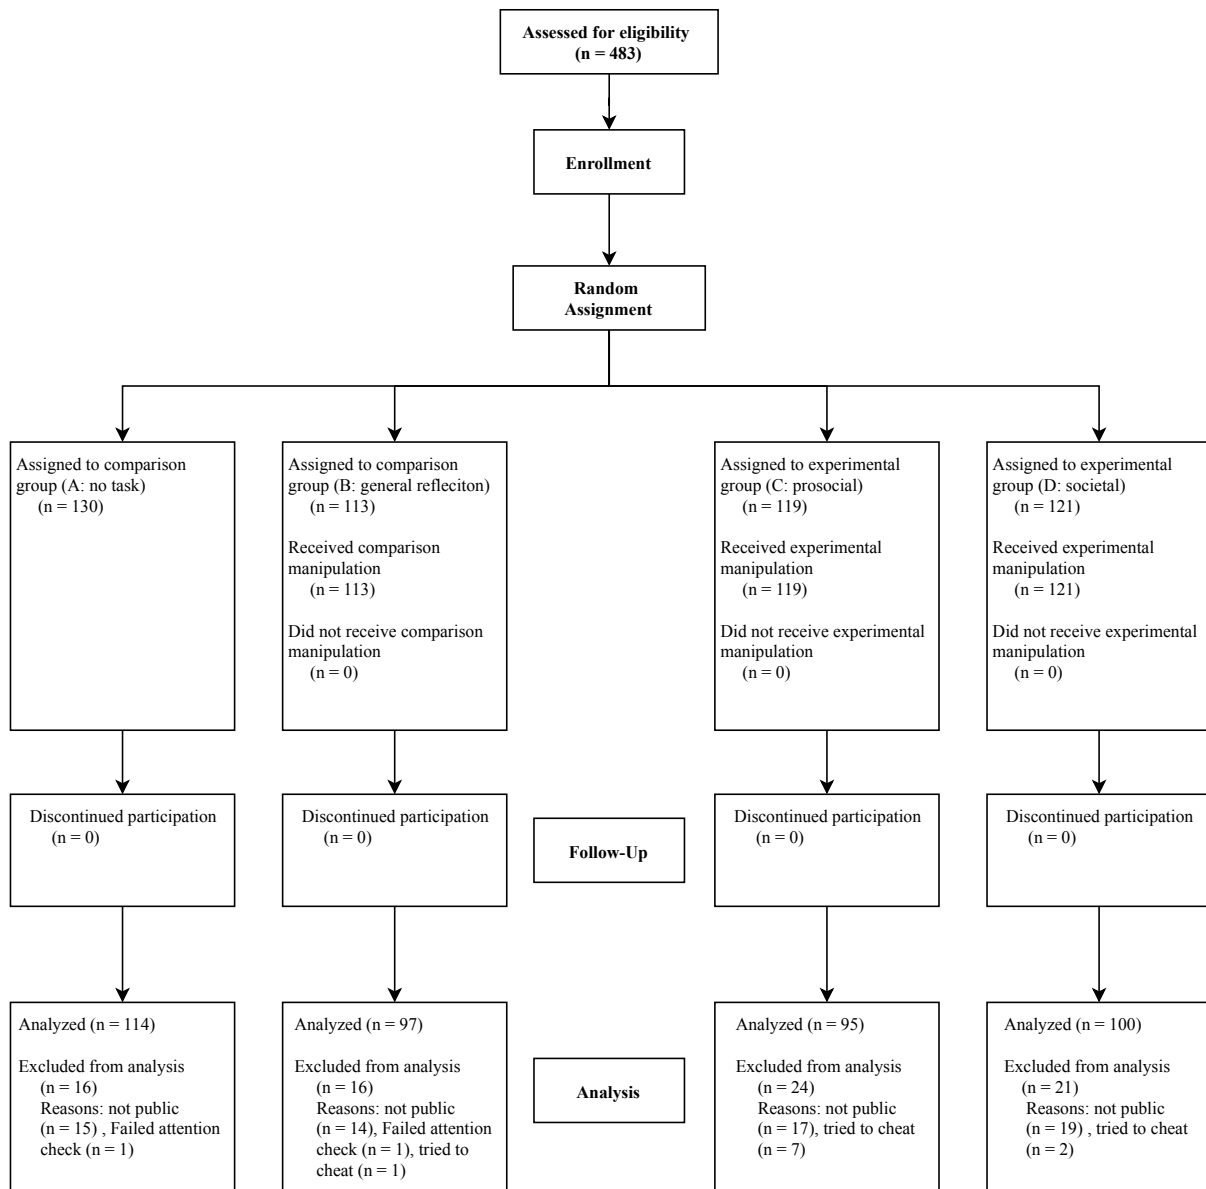 Assessed for eligibility
(n = 483)
Enrollment
Random
Assignment
Assigned to comparison
group (A: no task)
(n = 130)
Assigned to comparison
group (B: general refleciton)
(n = 113)
Received comparison
manipulation
(n = 113)
Did not receive comparison
manipulation
(n = 0)
Assigned to experimental
group (C: prosocial)
(n = 119)
Received experimental
manipulation
(n = 119)
Did not receive experimental
manipulation
(n = 0)
Assigned to experimental
group (D: societal)
(n = 121)
Received experimental
manipulation
(n = 121)
Did not receive experimental
manipulation
(n = 0)
Discontinued participation
(n = 0)
Discontinued participation
(n = 0)
Follow-Up
Discontinued participation
(n = 0)
Discontinued participation
(n = 0)
Analyzed (n = 114)
Excluded from analysis
(n = 16)
Reasons: not public
(n = 15) , Failed attention
check (n = 1)
Analyzed (n = 97)
Excluded from analysis
(n = 16)
Reasons: not public
(n = 14), Failed attention
check (n = 1), tried to
cheat (n = 1)
Analysis
Analyzed (n = 95)
Excluded from analysis
(n = 24)
Reasons: not public
(n = 17), tried to cheat
(n = 7)
Analyzed (n = 100)
Excluded from analysis
(n = 21)
Reasons: not public
(n = 19) , tried to cheat
(n = 2)